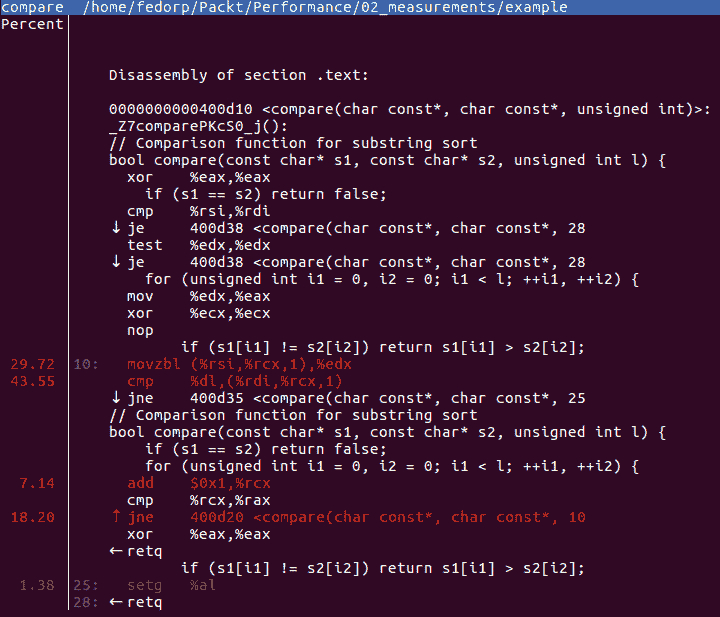 compare /home/fedorp/Packt/Performance/02_measurements/example
Percent
Disassembly of section .text:
0000000000400d10 <compare(char const*, char const*, unsigned int)>:
_Z7comparePKcS0_j():
// Comparison function for substring sort
bool compare(const char* s1, const char* s2, unsigned int l) {
xor %eax,%eax
if (s1 == s2) return false;
cmp %rsi,%rdi
↓ je 400d38 <compare(char const*, char const*, 28
test %edx,%edx
↓ je 400d38 <compare(char const*, char const*, 28
for (unsigned int i1 = 0, i2 = 0; i1 < l; ++i1, ++i2) {
mov %edx,%eax
xor %ecx,%ecx
nop
if (s1[i1] != s2[i2]) return s1[i1] > s2[i2];
29.72 10: movzbl (%rsi,%rcx,1),%edx
43.55 cmp %dl,(%rdi,%rcx,1)
↓ jne 400d35 <compare(char const*, char const*, 25
// Comparison function for substring sort
bool compare(const char* s1, const char* s2, unsigned int l) {
if (s1 == s2) return false;
for (unsigned int i1 = 0, i2 = 0; i1 < l; ++i1, ++i2) {
7.14 add $0x1,%rcx
cmp %rcx,%rax
18.20 ↑ jne 400d20 <compare(char const*, char const*, 10
xor %eax,%eax
← retq
if (s1[i1] != s2[i2]) return s1[i1] > s2[i2];
1.38 25: setg %al
28: ← retq